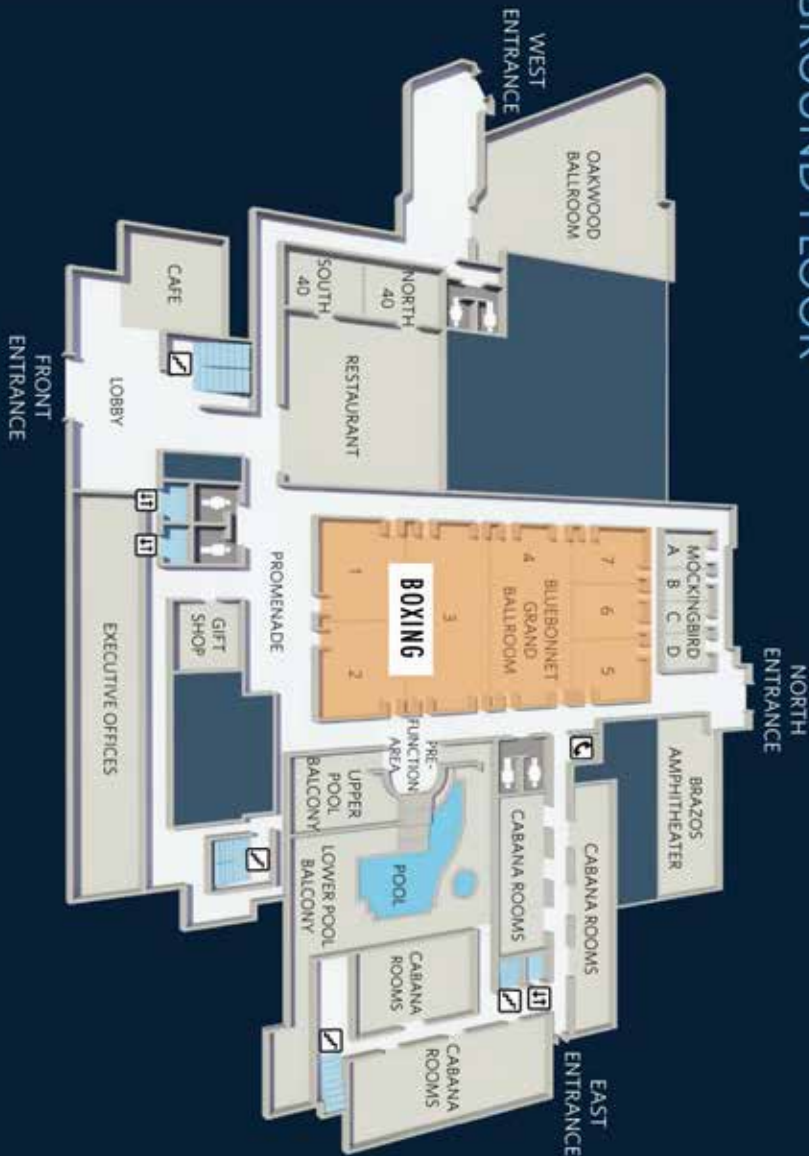 GROUND FLOOR
WEST
ENTRANCE
OAKWOOD
BALLROOM
CAFE
SOUTH
40
NORTH
40
RESTAURANT
LOBBY
FRONT
ENTRANCE
PROMENADE
GIFT
SHOP
EXECUTIVE OFFICES
MOCKINGBIRD
A B C D
NORTH
ENTRANCE
7
6
5
4
BLUEBONNET
GRAND
BALLROOM
3
BOXING
1
2
PRE-
FUNCTION
AREA
UPPER
POOL
BALCONY
LOWER POOL
BALCONY
POOL
BRAZOS
AMPHITHEATER
CABANA ROOMS
CABANA ROOMS
CABANA
ROOMS
CABANA
ROOMS
EAST
ENTRANCE